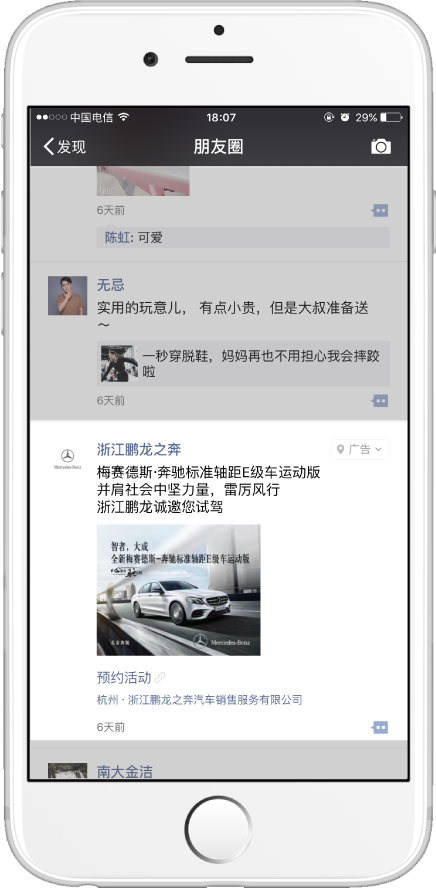 中国电信 18:07 29%
发现 朋友圈
6天前
陈虹: 可爱
无忌
实用的玩意儿， 有点小贵，但是大叔准备送
～
一秒穿脱鞋，妈妈再也不用担心我会摔跤
啦
6天前
浙江鹏龙之奔
广告
Mercedes-Benz
梅赛德斯·奔驰标准轴距E级车运动版
并肩社会中坚力量，雷厉风行
浙江鹏龙诚邀您试驾
智者，大成
全新梅赛德斯-奔驰标准轴距E级车运动版
北京奔驰
Mercedes-Benz
预约活动
杭州 · 浙江鹏龙之奔汽车销售服务有限公司
6天前
南大金洁